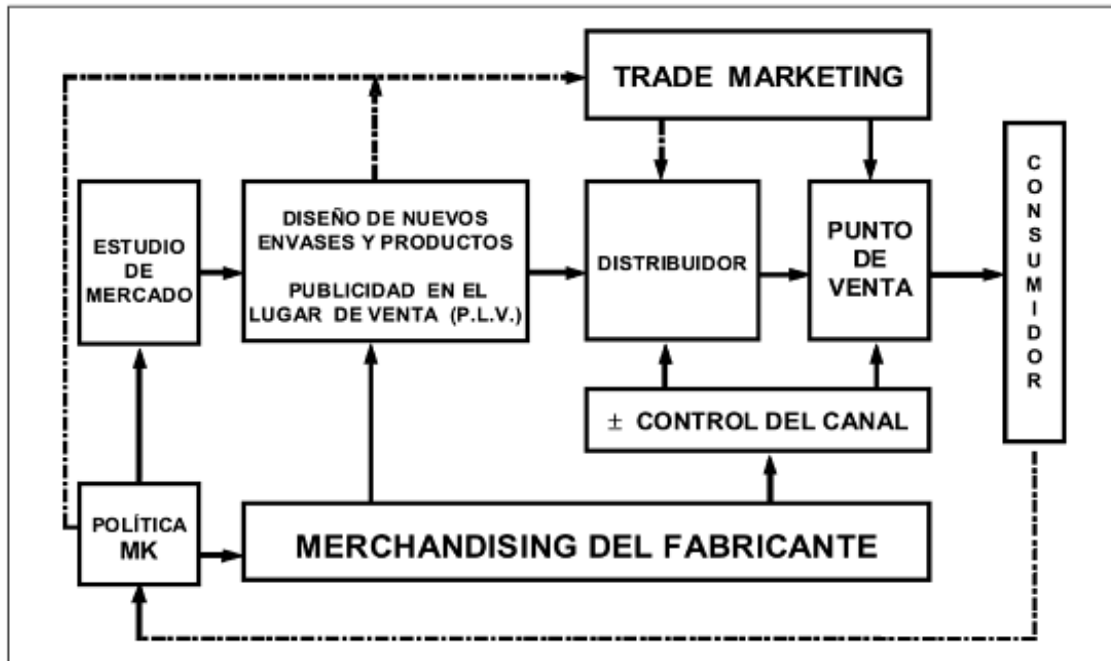 TRADE MARKETING
ESTUDIO
DE
MERCADO
DISEÑO DE NUEVOS
ENVASES Y PRODUCTOS
PUBLICIDAD EN EL
LUGAR DE VENTA (P.L.V.)
DISTRIBUIDOR
PUNTO
DE
VENTA
CONSUMIDOR
± CONTROL DEL CANAL
POLÍTICA
MK
MERCHANDISING DEL FABRICANTE